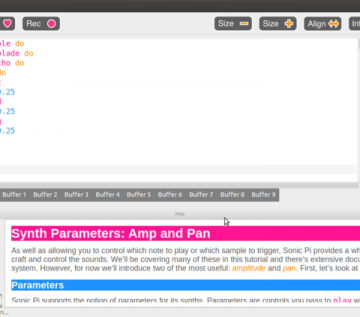 Rec Size Size Align Inf
ple do
olade do
cho do
do
0.25
0.25
0.25
Buffer 1 Buffer 2 Buffer 3 Buffer 4 Buffer 5 Buffer 6 Buffer 7 Buffer 8 Buffer 9
Help
Synth Parameters: Amp and Pan
As well as allowing you to control which note to play or which sample to trigger, Sonic Pi provides a wh
craft and control the sounds. We'll be covering many of these in this tutorial and there's extensive docu
system. However, for now we'll introduce two of the most useful: amplitude and pan. First, let's look at
Parameters
Sonic Pi supports the notion of parameters for its synths. Parameters are controls you pass to play w